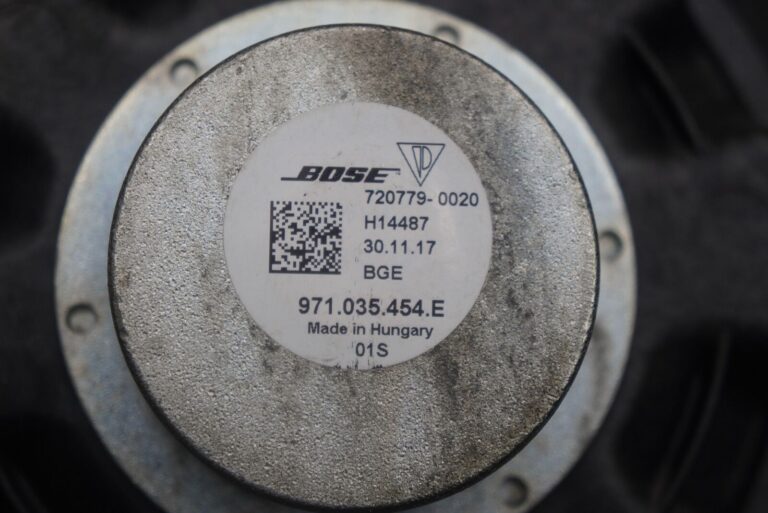 BOSE
720779-0020
H14487
30.11.17
BGE
971.035.454.E
Made in Hungary
01S